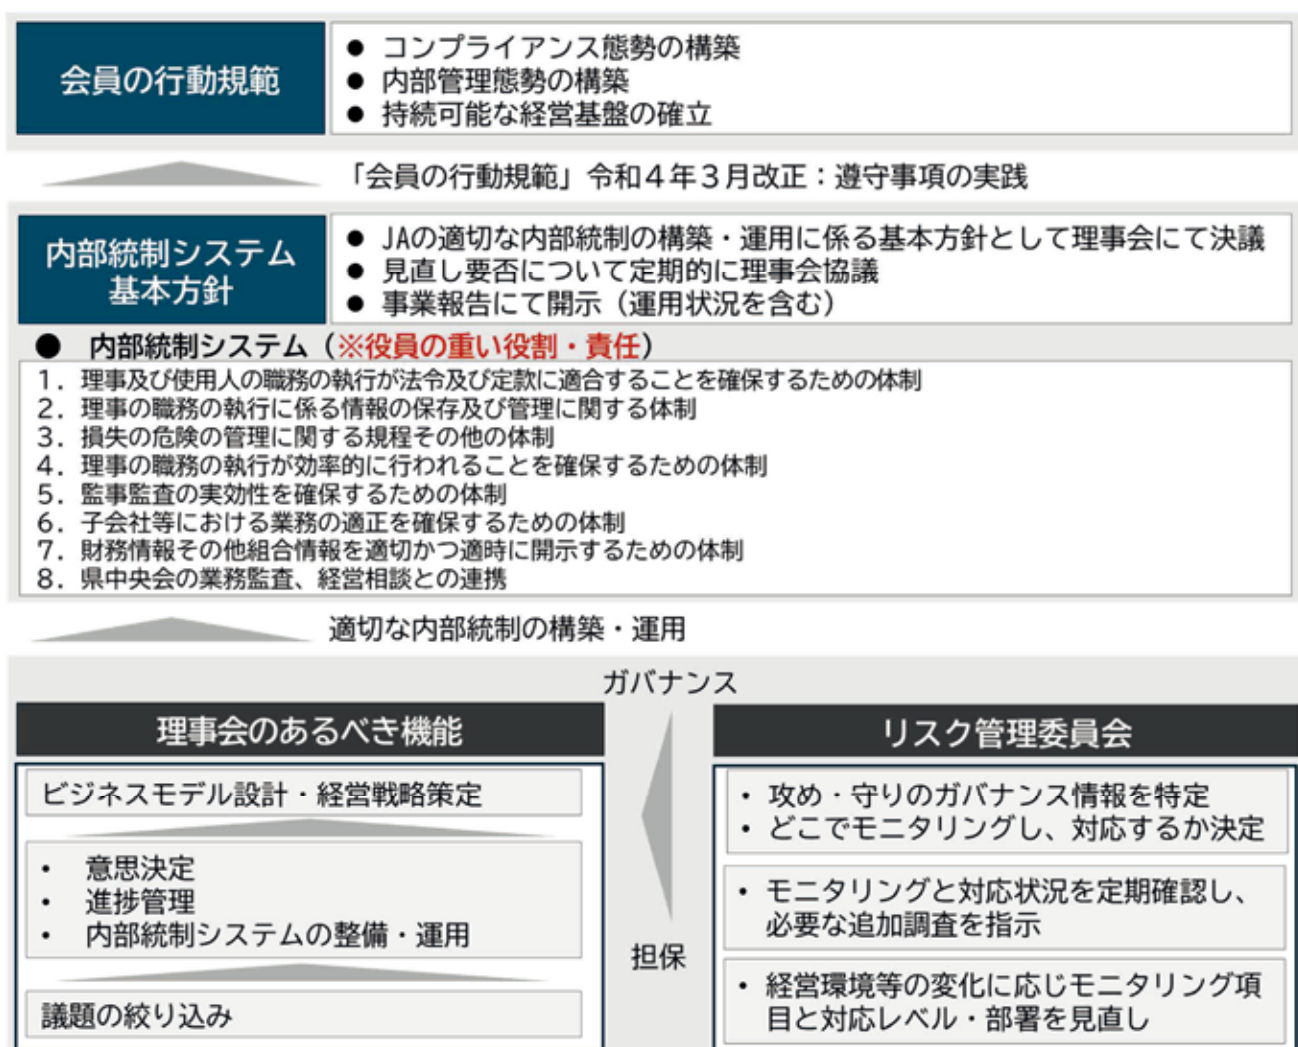 会員の行動規範
● コンプライアンス態勢の構築
● 内部管理態勢の構築
● 持続可能な経営基盤の確立
「会員の行動規範」令和４年３月改正：遵守事項の実践
内部統制システム
基本方針
● JAの適切な内部統制の構築・運用に係る基本方針として理事会にて決議
● 見直し要否について定期的に理事会協議
● 事業報告にて開示（運用状況を含む）
● 内部統制システム（※役員の重い役割・責任）
１．理事及び使用人の職務の執行が法令及び定款に適合することを確保するための体制
２．理事の職務の執行に係る情報の保存及び管理に関する体制
３．損失の危険の管理に関する規程その他の体制
４．理事の職務の執行が効率的に行われることを確保するための体制
５．監事監査の実効性を確保するための体制
６．子会社等における業務の適正を確保するための体制
７．財務情報その他組合情報を適切かつ適時に開示するための体制
８．県中央会の業務監査、経営相談との連携
適切な内部統制の構築・運用
ガバナンス
理事会のあるべき機能
ビジネスモデル設計・経営戦略策定
・ 意思決定
・ 進捗管理
・ 内部統制システムの整備・運用
議題の絞り込み
担保
リスク管理委員会
・ 攻め・守りのガバナンス情報を特定
・ どこでモニタリングし、対応するか決定
・ モニタリングと対応状況を定期確認し、
必要な追加調査を指示
・ 経営環境等の変化に応じモニタリング項
目と対応レベル・部署を見直し